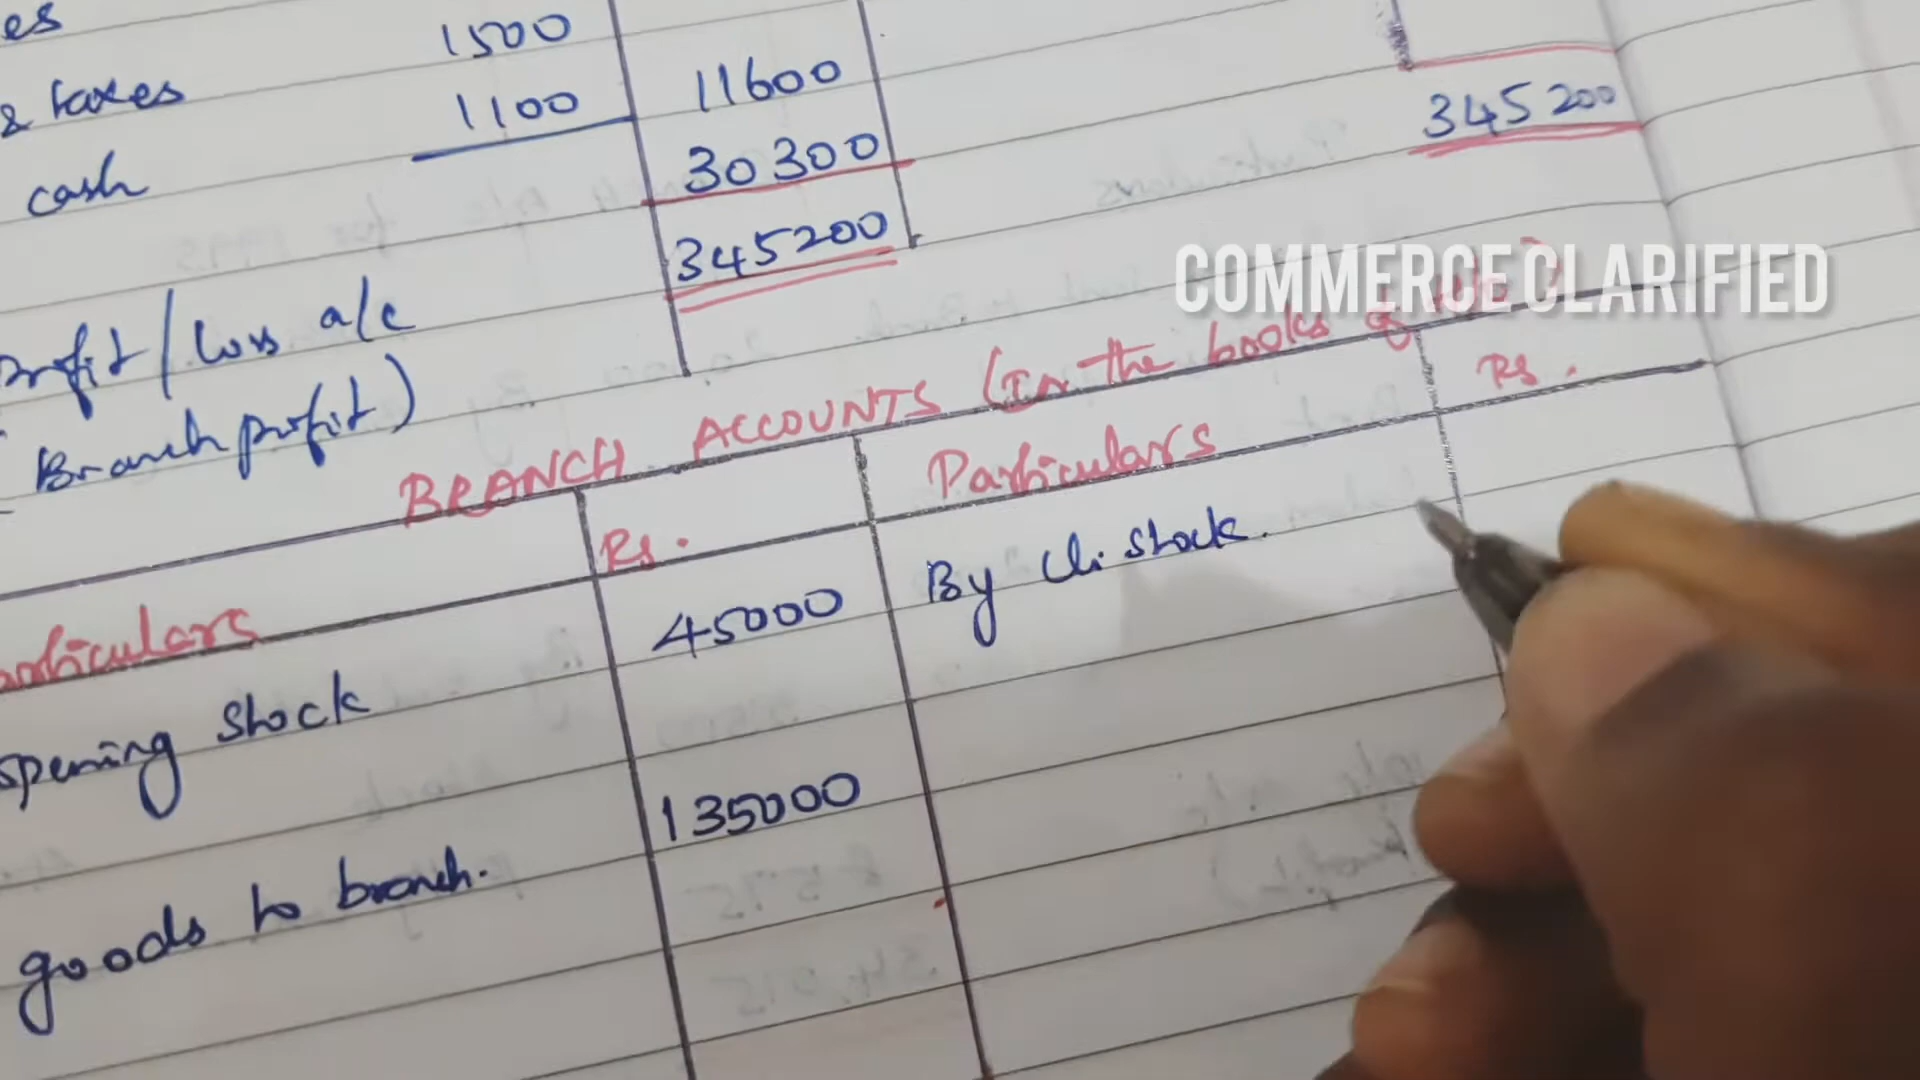 es 1500
& taxes 1100 11600
cash 30300
345200 345200
COMMERCE CLARIFIED
profit/loss a/c
Branch profit)
BRANCH ACCOUNTS (In the books of
Particulars Rs. Particulars Rs.
opening stock 45000 By Cli. stock.
goods to branch. 135000